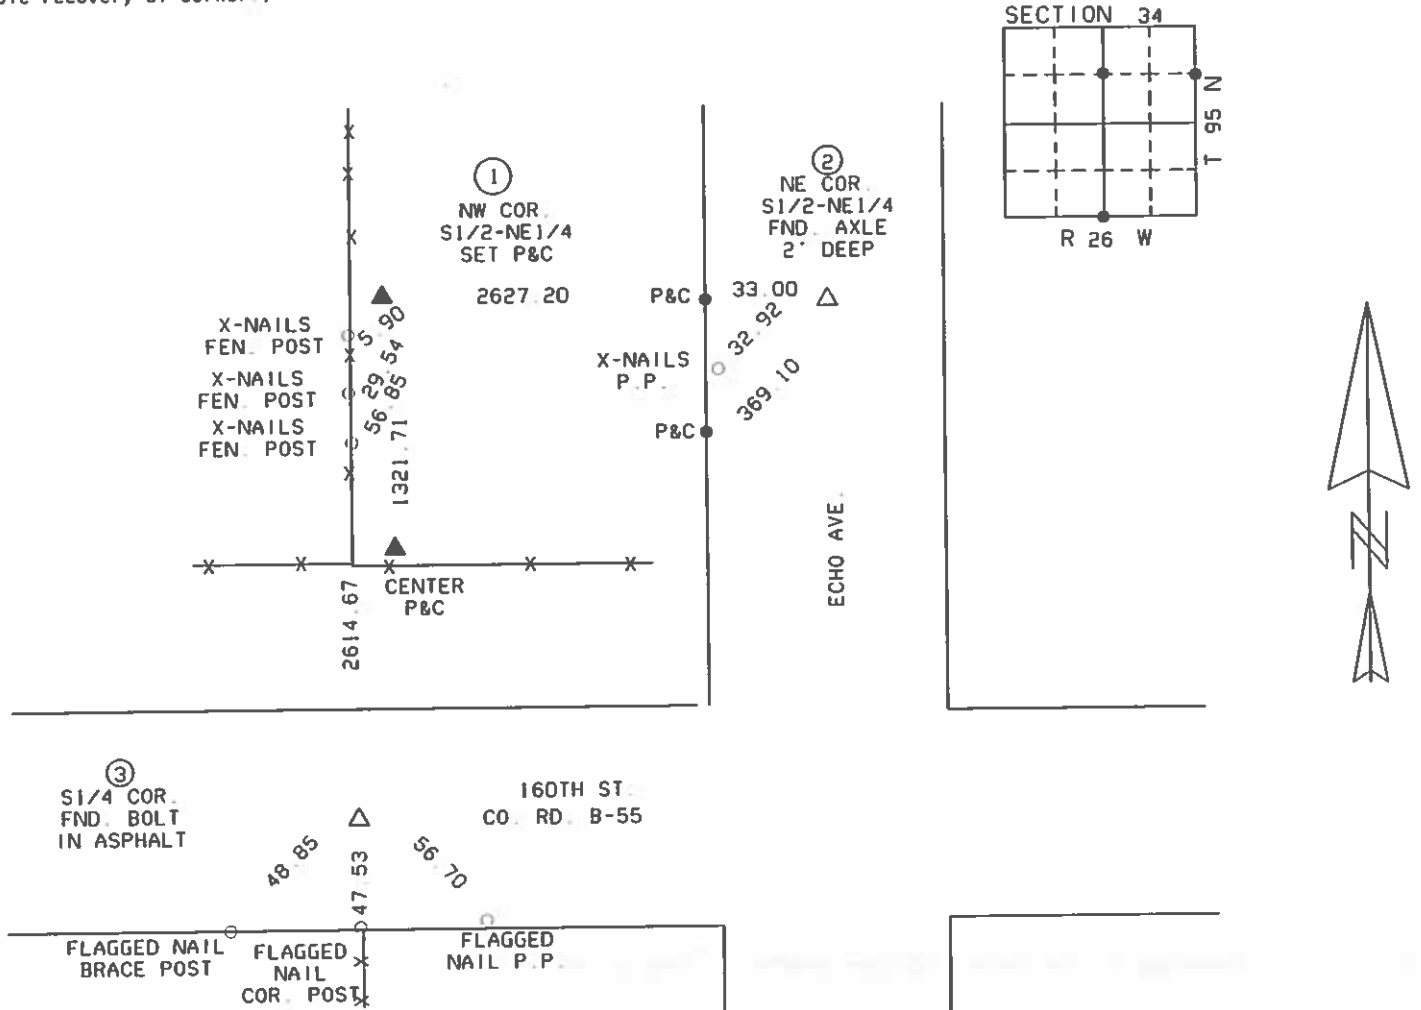 SECTION 34
T 95 N
R 26 W
1
NW COR.
S1/2-NE1/4
SET P&C
2627.20
2
NE COR.
S1/2-NE1/4
FND. AXLE
2' DEEP
P&C
33.00
32.92
369.10
X-NAILS
P.P.
P&C
X-NAILS
FEN. POST
X-NAILS
FEN. POST
X-NAILS
FEN. POST
5.90
29.54
56.85
1321.71
CENTER
P&C
2614.67
ECHO AVE.
N
3
S1/4 COR.
FND. BOLT
IN ASPHALT
160TH ST.
CO. RD. B-55
48.85
47.53
56.70
FLAGGED NAIL
BRACE POST
FLAGGED
NAIL
COR. POST
FLAGGED
NAIL P.P.